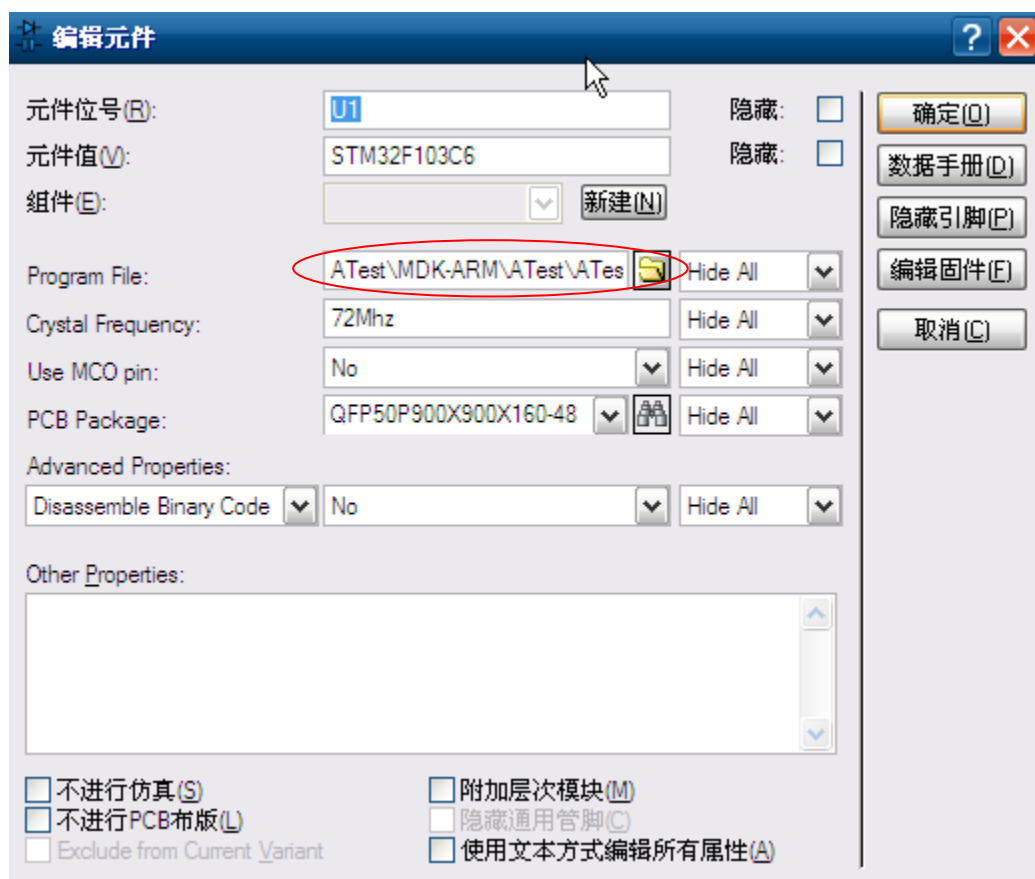 编辑元件
元件位号(R): U1 隐藏: 确定(O)
元件值(V): STM32F103C6 隐藏: 数据手册(D)
组件(E): 新建(N) 隐藏引脚(P)
Program File: ATest\MDK-ARM\ATest\ATes Hide All 编辑固件(F)
Crystal Frequency: 72Mhz Hide All 取消(C)
Use MCO pin: No Hide All
PCB Package: QFP50P900X900X160-48 Hide All
Advanced Properties:
Disassemble Binary Code No Hide All
Other Properties:
不进行仿真(S) 附加层次模块(M)
不进行PCB布版(L) 隐藏通用管脚(C)
Exclude from Current Variant 使用文本方式编辑所有属性(A)